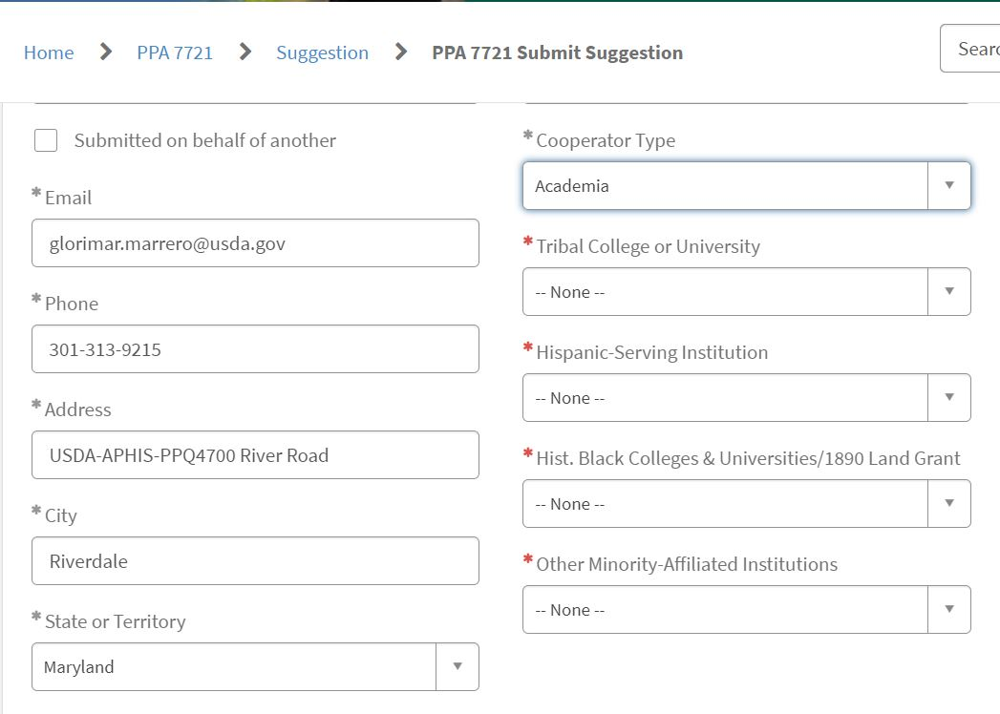 Home > PPA 7721 > Suggestion > PPA 7721 Submit Suggestion
Submitted on behalf of another
* Email
glorimar.marrero@usda.gov
* Phone
301-313-9215
* Address
USDA-APHIS-PPQ4700 River Road
* City
Riverdale
* State or Territory
Maryland
* Cooperator Type
Academia
* Tribal College or University
-- None --
* Hispanic-Serving Institution
-- None --
* Hist. Black Colleges & Universities/1890 Land Grant
-- None --
* Other Minority-Affiliated Institutions
-- None --